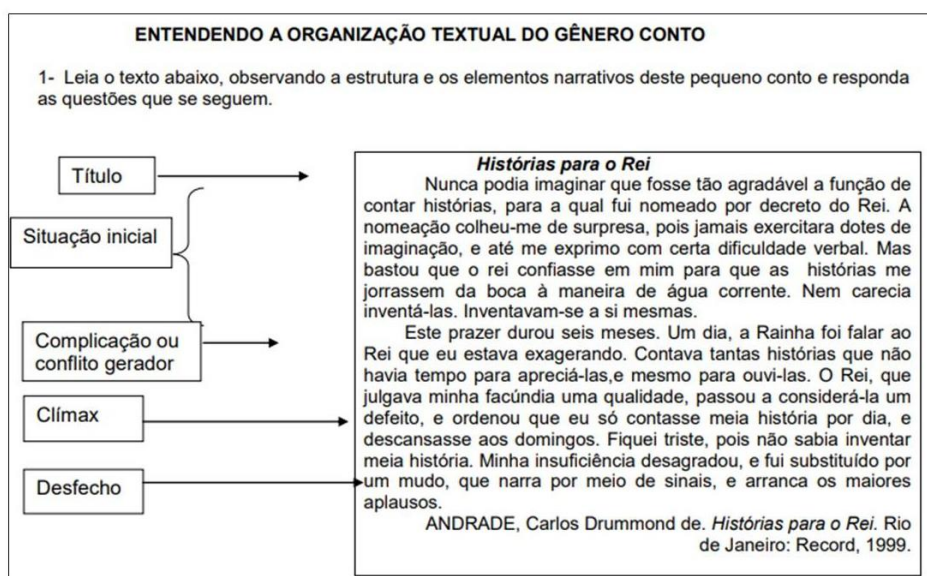 ENTENDENDO A ORGANIZAÇÃO TEXTUAL DO GÊNERO CONTO
1- Leia o texto abaixo, observando a estrutura e os elementos narrativos deste pequeno conto e responda
as questões que se seguem.
Título
Situação inicial
Complicação ou
conflito gerador
Clímax
Desfecho
Histórias para o Rei
Nunca podia imaginar que fosse tão agradável a função de
contar histórias, para a qual fui nomeado por decreto do Rei. A
nomeação colheu-me de surpresa, pois jamais exercitara dotes de
imaginação, e até me exprimo com certa dificuldade verbal. Mas
bastou que o rei confiasse em mim para que as histórias me
jorrassem da boca à maneira de água corrente. Nem carecia
inventá-las. Inventavam-se a si mesmas.
Este prazer durou seis meses. Um dia, a Rainha foi falar ao
Rei que eu estava exagerando. Contava tantas histórias que não
havia tempo para apreciá-las,e mesmo para ouvi-las. O Rei, que
julgava minha facúndia uma qualidade, passou a considerá-la um
defeito, e ordenou que eu só contasse meia história por dia, e
descansasse aos domingos. Fiquei triste, pois não sabia inventar
meia história. Minha insuficiência desagradou, e fui substituído por
um mudo, que narra por meio de sinais, e arranca os maiores
aplausos.
ANDRADE, Carlos Drummond de. Histórias para o Rei. Rio
de Janeiro: Record, 1999.